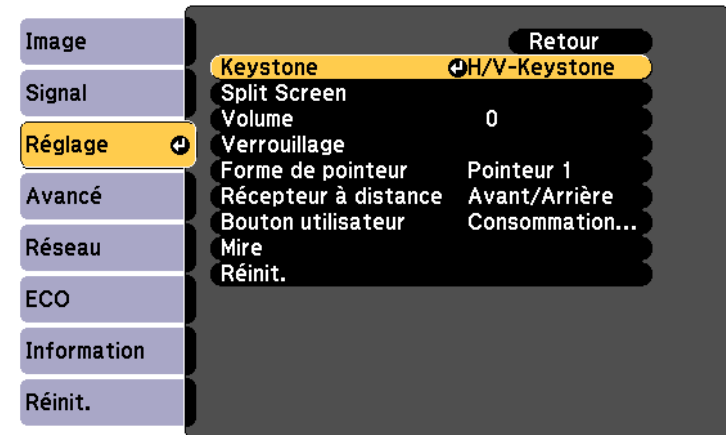 Image
Signal
Réglage
Avancé
Réseau
ECO
Information
Réinit.
Retour
Keystone H/V-Keystone
Split Screen
Volume 0
Verrouillage
Forme de pointeur Pointeur 1
Récepteur à distance Avant/Arrière
Bouton utilisateur Consommation...
Mire
Réinit.